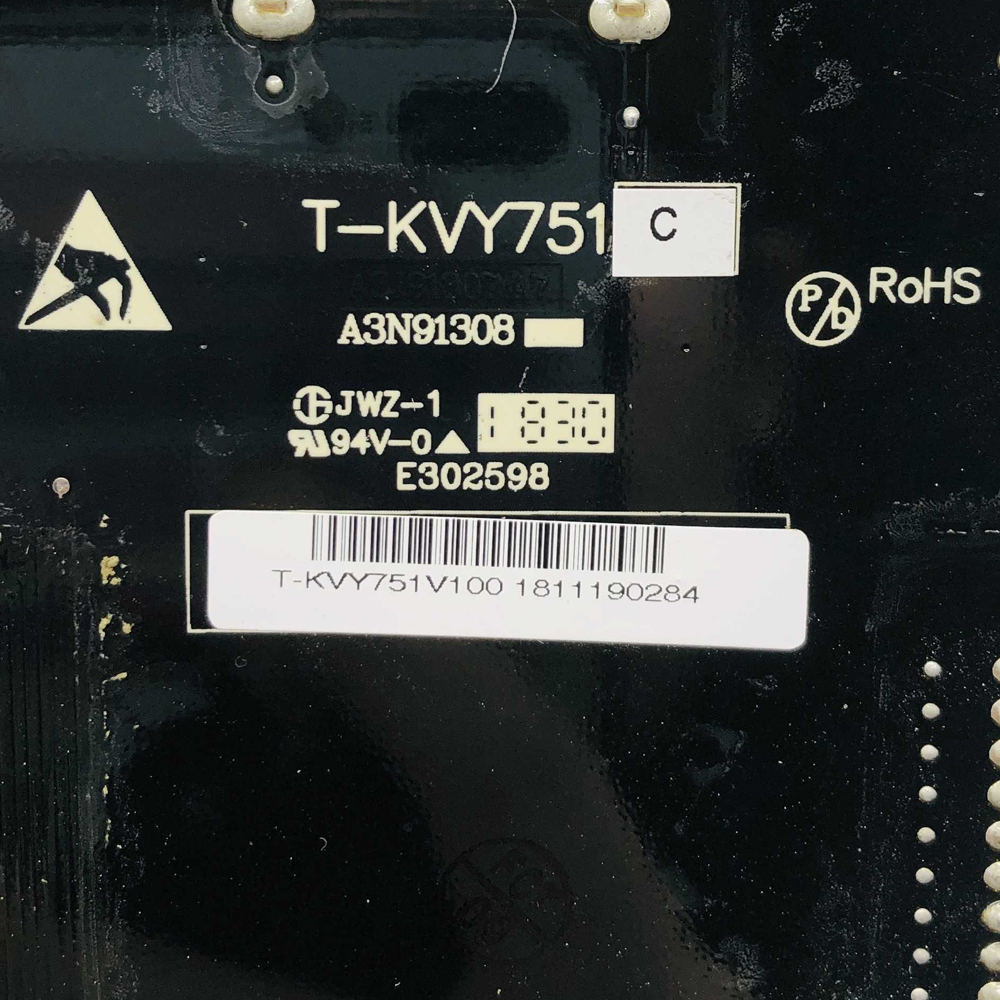 T-KVY751 C
P/b RoHS
A3N91308
JWZ-1
94V-0 1830
E302598
T-KVY751V100 1811190284